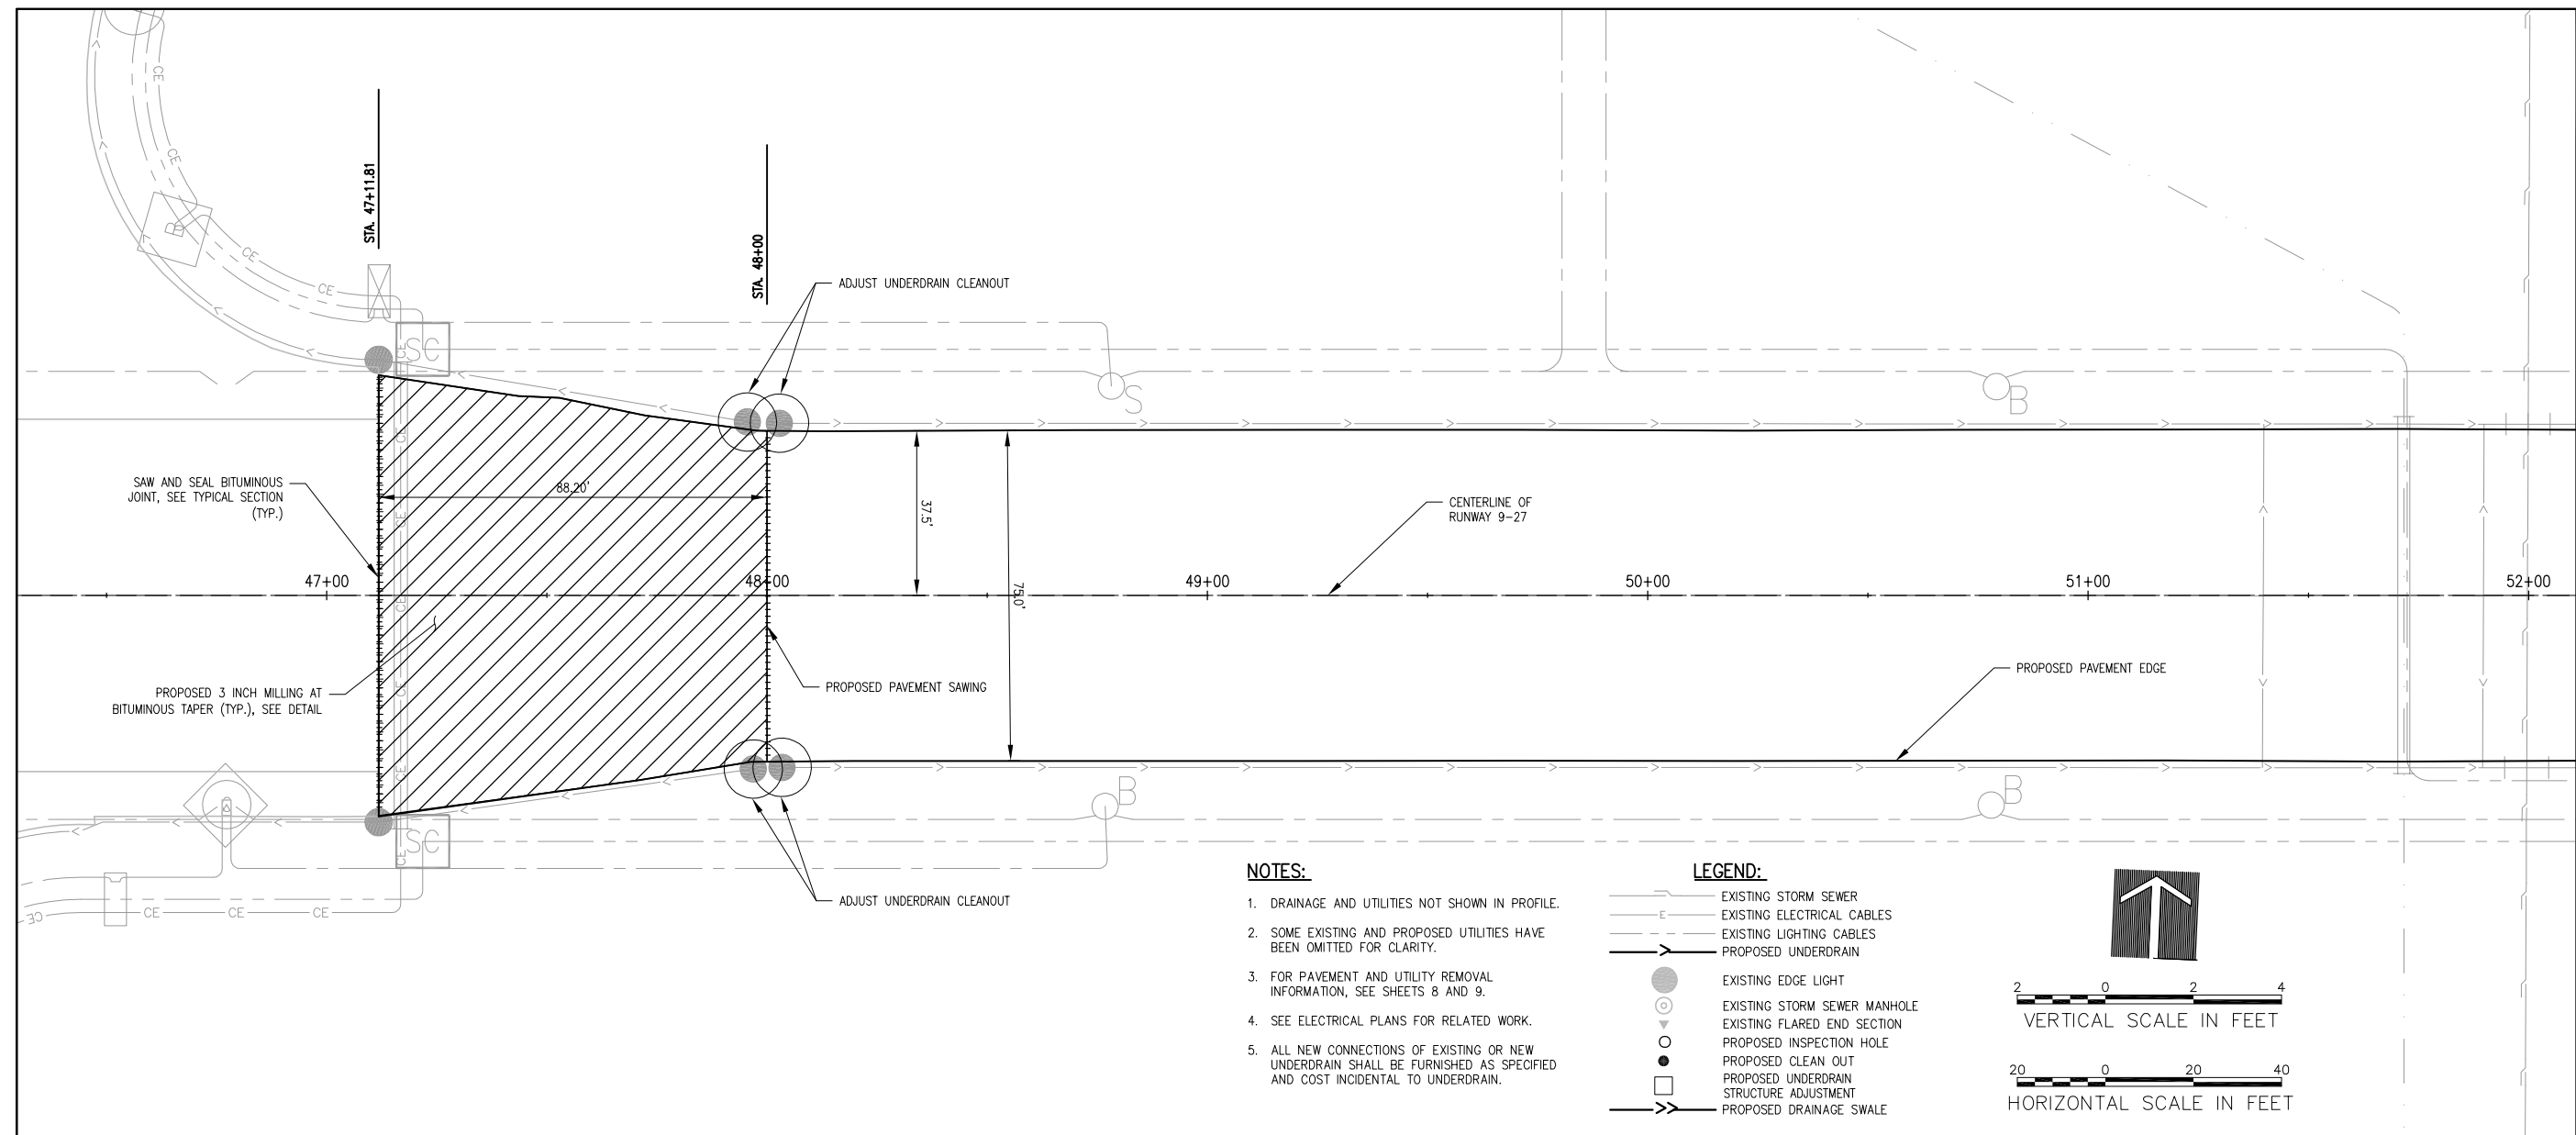 STA. 47+11.81
STA. 48+00
ADJUST UNDERDRAIN CLEANOUT
CE
CE
CE
CE
B
SC
CE
S
B
SAW AND SEAL BITUMINOUS
JOINT, SEE TYPICAL SECTION
(TYP.)
88.20'
37.5'
75.0'
CENTERLINE OF
RUNWAY 9-27
CE
CE
47+00
48+00
49+00
50+00
51+00
52+00
CE
CE
CE
PROPOSED 3 INCH MILLING AT
BITUMINOUS TAPER (TYP.), SEE DETAIL
PROPOSED PAVEMENT SAWING
PROPOSED PAVEMENT EDGE
B
B
SC
CE
CE
CE
CE
CE
ADJUST UNDERDRAIN CLEANOUT
NOTES:
1. DRAINAGE AND UTILITIES NOT SHOWN IN PROFILE.
2. SOME EXISTING AND PROPOSED UTILITIES HAVE
BEEN OMITTED FOR CLARITY.
3. FOR PAVEMENT AND UTILITY REMOVAL
INFORMATION, SEE SHEETS 8 AND 9.
4. SEE ELECTRICAL PLANS FOR RELATED WORK.
5. ALL NEW CONNECTIONS OF EXISTING OR NEW
UNDERDRAIN SHALL BE FURNISHED AS SPECIFIED
AND COST INCIDENTAL TO UNDERDRAIN.
LEGEND:
EXISTING STORM SEWER
E EXISTING ELECTRICAL CABLES
EXISTING LIGHTING CABLES
PROPOSED UNDERDRAIN
EXISTING EDGE LIGHT
EXISTING STORM SEWER MANHOLE
EXISTING FLARED END SECTION
PROPOSED INSPECTION HOLE
PROPOSED CLEAN OUT
PROPOSED UNDERDRAIN
STRUCTURE ADJUSTMENT
PROPOSED DRAINAGE SWALE
2 0 2 4
VERTICAL SCALE IN FEET
20 0 20 40
HORIZONTAL SCALE IN FEET